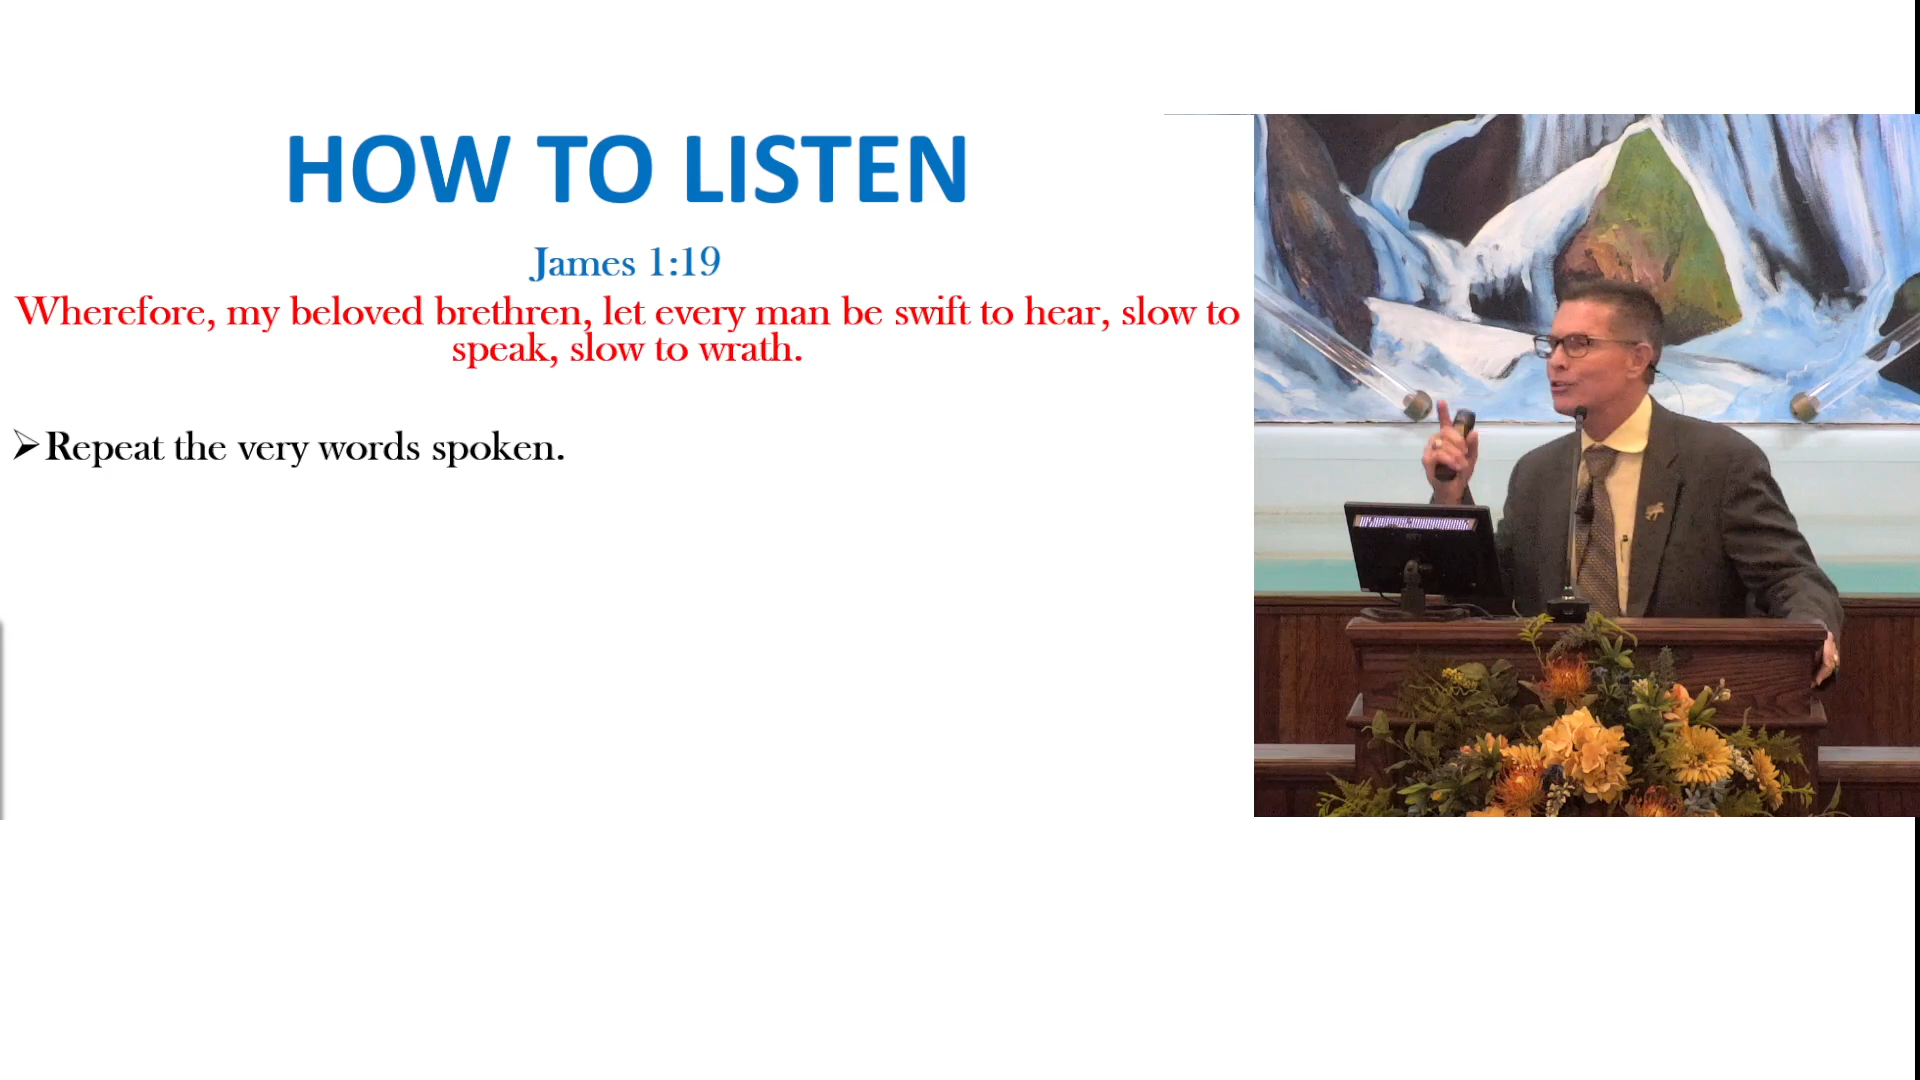 HOW TO LISTEN
James 1:19
Wherefore, my beloved brethren, let every man be swift to hear, slow to
speak, slow to wrath.
➢Repeat the very words spoken.